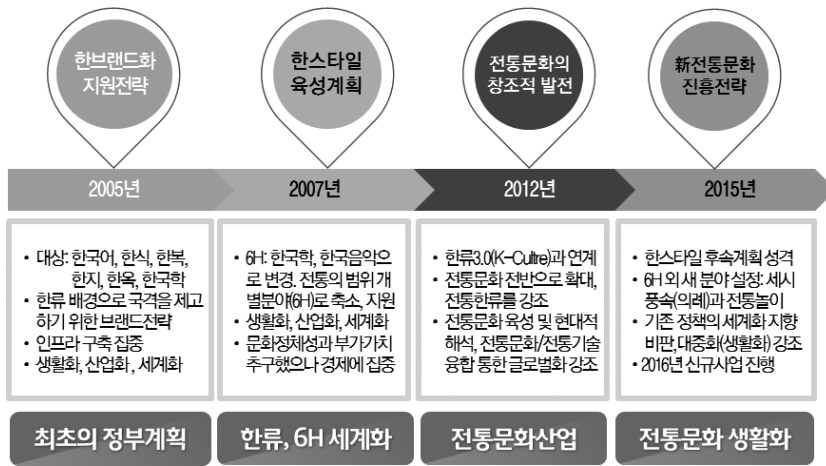 한브랜드화
지원전략
한스타일
육성계획
전통문화의
창조적 발전
新전통문화
진흥전략
2005년
2007년
2012년
2015년
• 대상: 한국어, 한식, 한복,
한지, 한옥, 한국학
• 한류 배경으로 국격을 제고
하기 위한 브랜드전략
• 인프라 구축 집중
• 생활화, 산업화 , 세계화
• 6H: 한국학, 한국음악으
로 변경. 전통의 범위 개
별분야(6H)로 축소, 지원
• 생활화, 산업화, 세계화
• 문화정체성과 부가가치
추구했으나 경제에 집중
• 한류3.0(K-Cultre)과 연계
• 전통문화 전반으로 확대,
전통한류를 강조
• 전통문화 육성 및 현대적
해석, 전통문화/전통기술
융합 통한 글로벌화 강조
• 한스타일 후속계획 성격
• 6H 외 새 분야 설정: 세시
풍속(의례)과 전통놀이
• 기존 정책의 세계화 지향
비판, 대중화(생활화) 강조
• 2016년 신규사업 진행
최초의 정부계획
한류, 6H 세계화
전통문화산업
전통문화 생활화